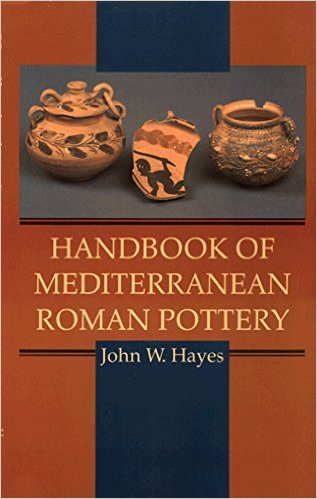 HANDBOOK OF
MEDITERRANEAN
ROMAN POTTERY
John W. Hayes